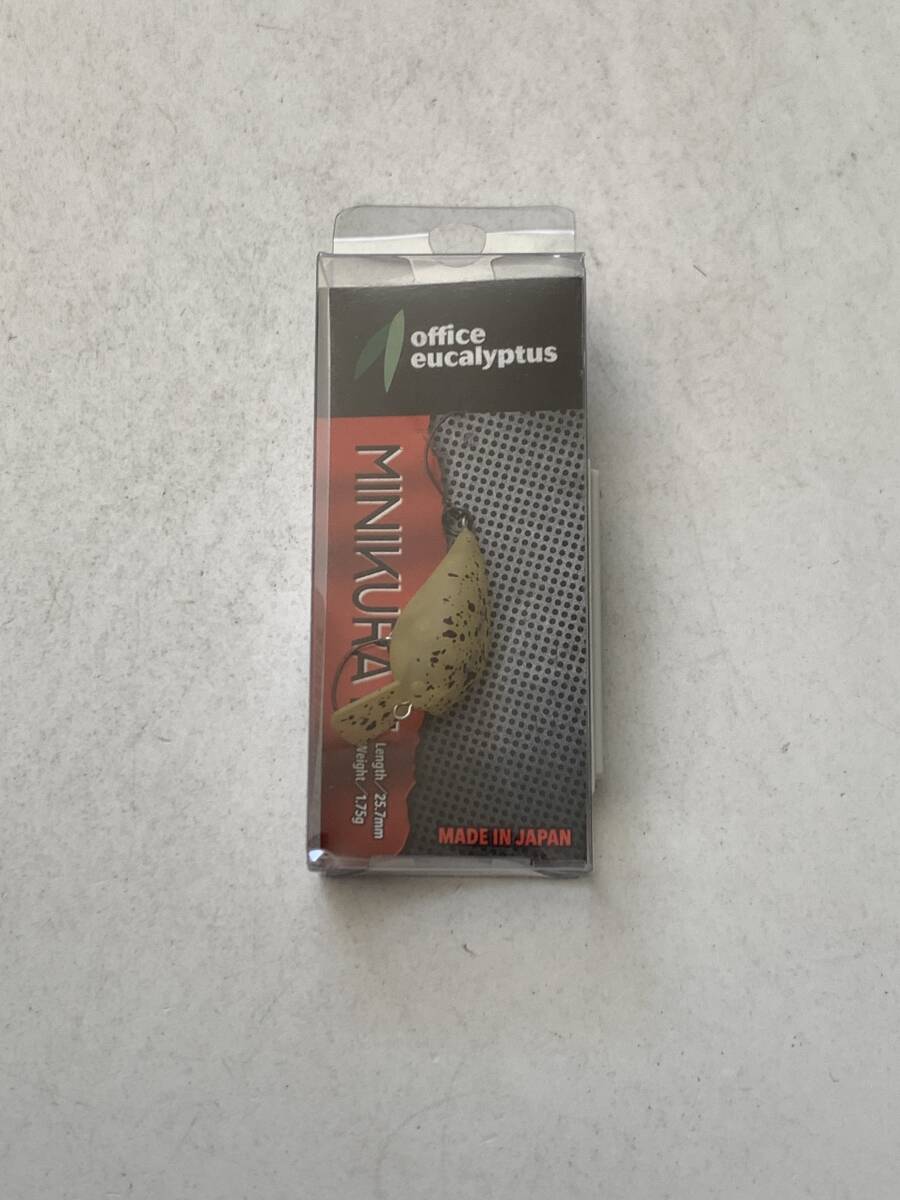 office
eucalyptus
MINIKURA
Length/25.7mm
Weight/1.75g
MADE IN JAPAN